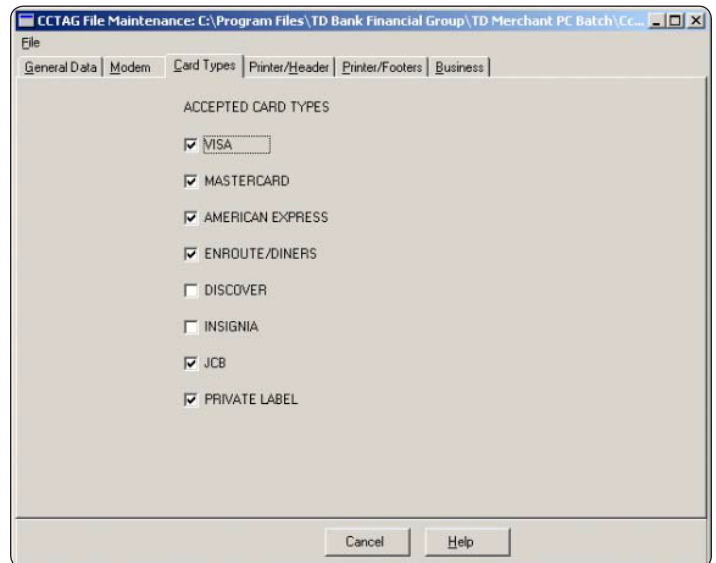 CCTAG File Maintenance: C:\Program Files\TD Bank Financial Group\TD Merchant PC Batch\Cc...
File
General Data Modem Card Types Printer/Header Printer/Footers Business
ACCEPTED CARD TYPES
VISA
MASTERCARD
AMERICAN EXPRESS
ENROUTE/DINERS
DISCOVER
INSIGNIA
JCB
PRIVATE LABEL
Cancel Help